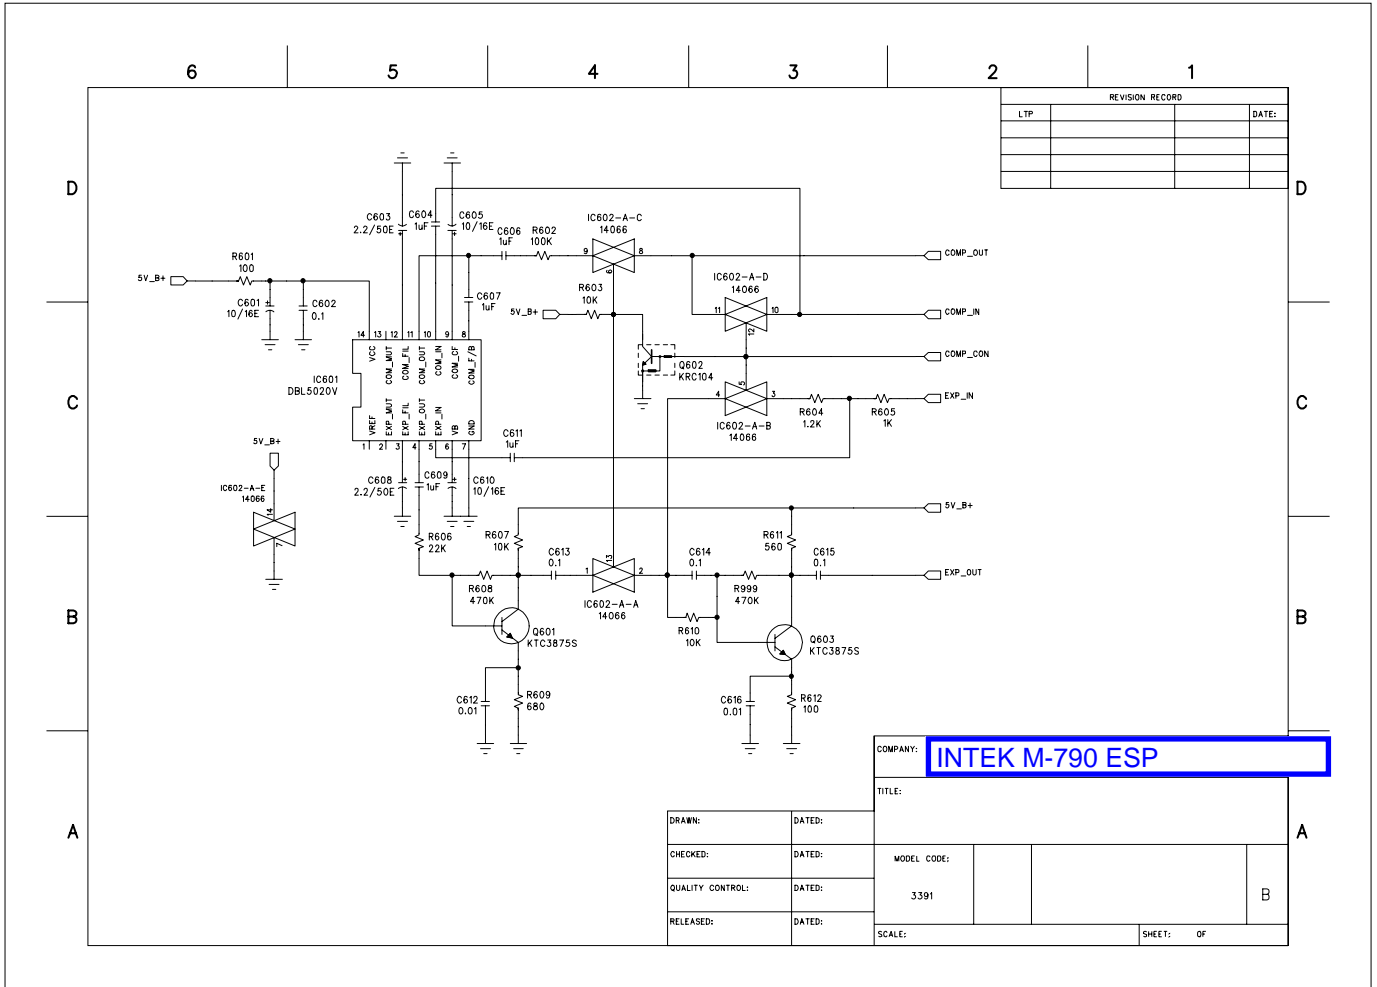 6 5 4 3 2 1
REVISION RECORD
LTP DATE:
D D
C603
2.2/50E
C604
1uF
C605
10/16E
C606
1uF
R602
100K
IC602-A-C
14066
9 8
6
COMP_OUT
R601
100
5V_B+
C601
10/16E
C602
0.1
C607
1uF
R603
10K
5V_B+
IC602-A-D
14066
11 10
12
COMP_IN
14 13 12 11 10 9 8
VCC
COM_MUT
COM_FIL
COM_OUT
COM_IN
COM_CF
COM_F/B
IC601
DBL5020V
VREF
EXP_MUT
EXP_FIL
EXP_OUT
EXP_IN
VB
GND
1 2 3 4 5 6 7
Q602
KRC104
COMP_CON
C C
4 3
5
IC602-A-B
14066
R604
1.2K
R605
1K
EXP_IN
C611
1uF
5V_B+
IC602-A-E
14066
14
7
C608
2.2/50E
C609
1uF
C610
10/16E
5V_B+
R606
22K
R607
10K
R608
470K
C613
0.1
1 2
13
IC602-A-A
14066
C614
0.1
R999
470K
R611
560
C615
0.1
EXP_OUT
R610
10K
B B
Q601
KTC3875S
Q603
KTC3875S
C612
0.01
R609
680
C616
0.01
R612
100
COMPANY: INTEK M-790 ESP
TITLE:
A A
DRAWN: DATED:
CHECKED: DATED:
QUALITY CONTROL: DATED:
RELEASED: DATED:
MODEL CODE:
3391
B
SCALE: SHEET: OF